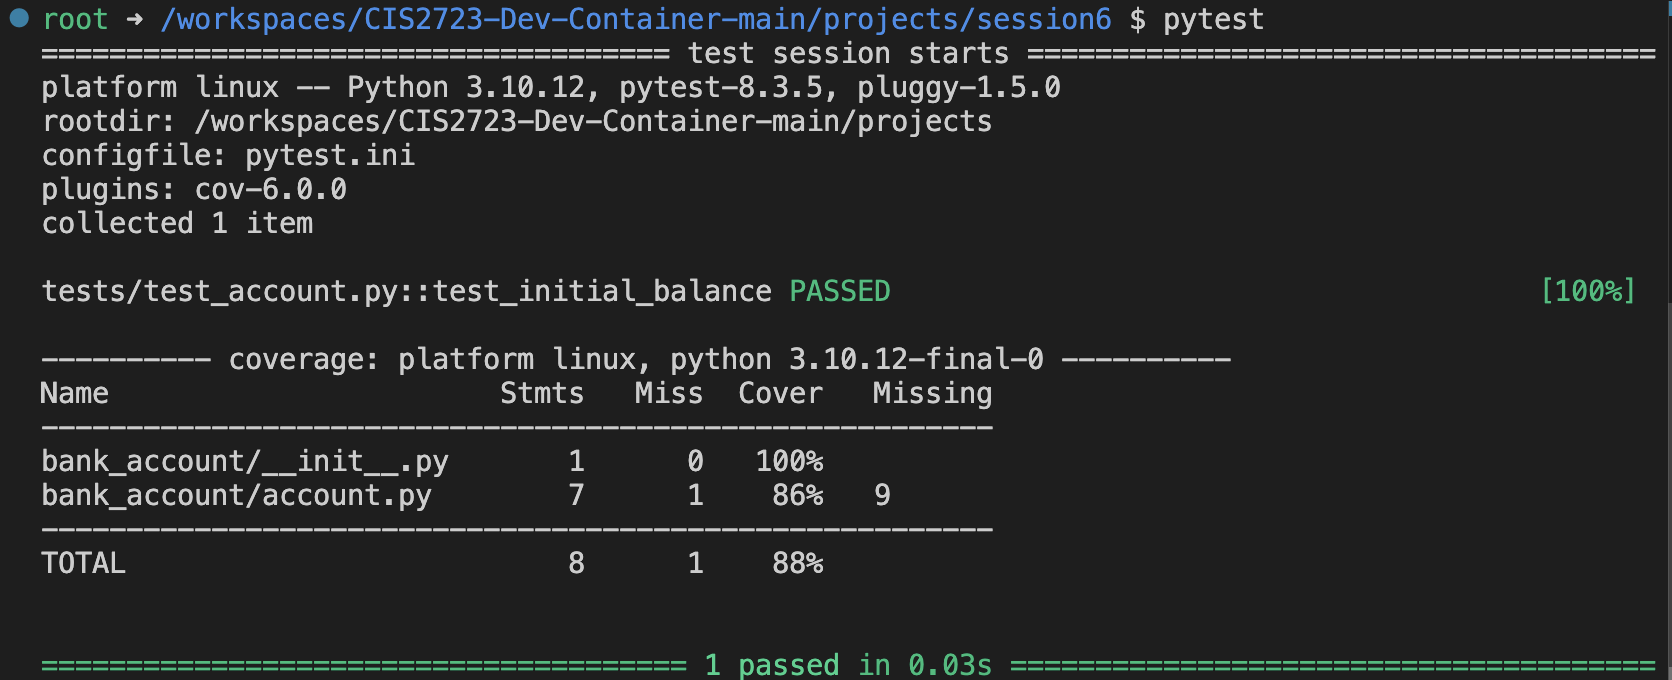 root ➜ /workspaces/CIS2723-Dev-Container-main/projects/session6 $ pytest
===================================== test session starts =====================================
platform linux -- Python 3.10.12, pytest-8.3.5, pluggy-1.5.0
rootdir: /workspaces/CIS2723-Dev-Container-main/projects
configfile: pytest.ini
plugins: cov-6.0.0
collected 1 item
tests/test_account.py::test_initial_balance PASSED [100%]
---------- coverage: platform linux, python 3.10.12-final-0 ----------
Name Stmts Miss Cover Missing
--------------------------------------------------------
bank_account/__init__.py 1 0 100%
bank_account/account.py 7 1 86% 9
--------------------------------------------------------
TOTAL 8 1 88%
====================================== 1 passed in 0.03s ======================================